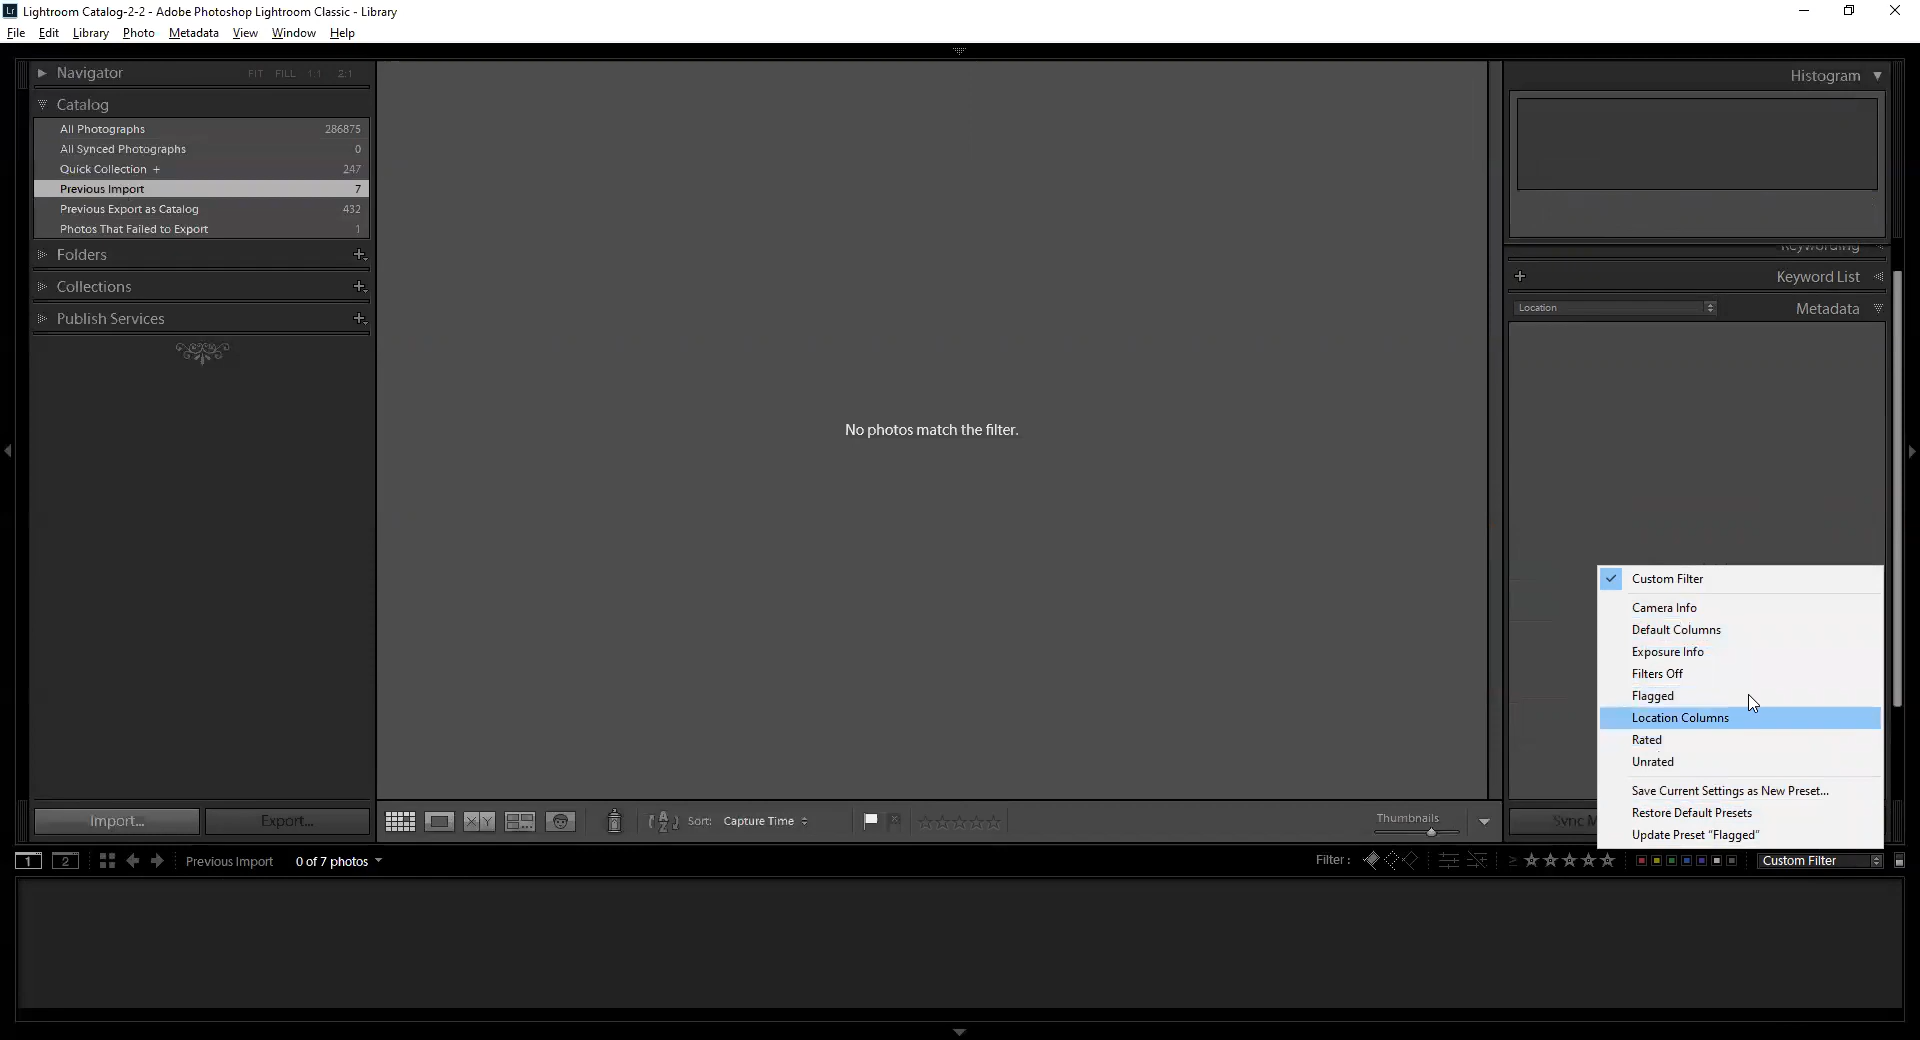 Lightroom Catalog-2-2 - Adobe Photoshop Lightroom Classic - Library
File Edit Library Photo Metadata View Window Help
Navigator FIT FILL 1:1 2:1
Catalog
All Photographs 286875
All Synced Photographs 0
Quick Collection + 247
Previous Import 7
Previous Export as Catalog 432
Photos That Failed to Export 1
Folders
Collections
Publish Services
No photos match the filter.
Histogram
Keywording
Keyword List
Location Metadata
Custom Filter
Camera Info
Default Columns
Exposure Info
Filters Off
Flagged
Location Columns
Rated
Unrated
Save Current Settings as New Preset...
Restore Default Presets
Update Preset “Flagged”
Import... Export... Sort: Capture Time Thumbnails Sync
1 2 Previous Import 0 of 7 photos Filter : Custom Filter